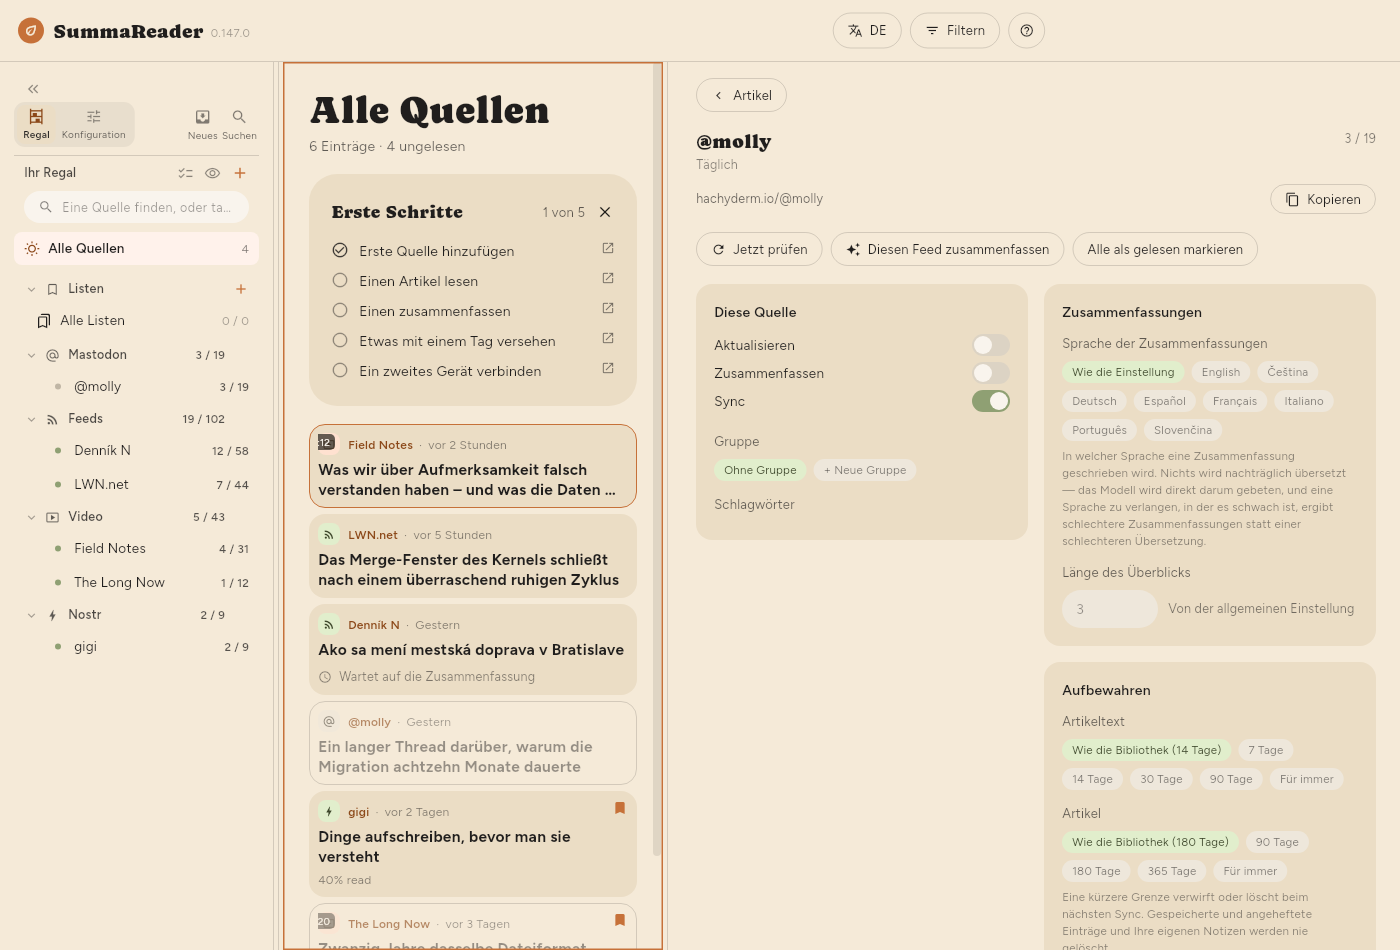 SummaReader 0.147.0
DE
Filtern
Regal
Konfiguration
Neues
Suchen
Ihr Regal
Eine Quelle finden, oder ta...
Alle Quellen 4
Listen
Alle Listen 0 / 0
Mastodon 3 / 19
@molly 3 / 19
Feeds 19 / 102
Denník N 12 / 58
LWN.net 7 / 44
Video 5 / 43
Field Notes 4 / 31
The Long Now 1 / 12
Nostr 2 / 9
gigi 2 / 9
Alle Quellen
6 Einträge · 4 ungelesen
Erste Schritte 1 von 5
Erste Quelle hinzufügen
Einen Artikel lesen
Einen zusammenfassen
Etwas mit einem Tag versehen
Ein zweites Gerät verbinden
:12 Field Notes · vor 2 Stunden
Was wir über Aufmerksamkeit falsch
verstanden haben – und was die Daten ...
LWN.net · vor 5 Stunden
Das Merge-Fenster des Kernels schließt
nach einem überraschend ruhigen Zyklus
Denník N · Gestern
Ako sa mení mestská doprava v Bratislave
Wartet auf die Zusammenfassung
@molly · Gestern
Ein langer Thread darüber, warum die
Migration achtzehn Monate dauerte
gigi · vor 2 Tagen
Dinge aufschreiben, bevor man sie
versteht
40% read
20 The Long Now · vor 3 Tagen
Zwanzig Jahre dasselbe Dateiformat
Artikel
@molly 3 / 19
Täglich
hachyderm.io/@molly
Kopieren
Jetzt prüfen
Diesen Feed zusammenfassen
Alle als gelesen markieren
Diese Quelle
Aktualisieren
Zusammenfassen
Sync
Gruppe
Ohne Gruppe
+ Neue Gruppe
Schlagwörter
Zusammenfassungen
Sprache der Zusammenfassungen
Wie die Einstellung English Čeština
Deutsch Español Français Italiano
Português Slovenčina
In welcher Sprache eine Zusammenfassung
geschrieben wird. Nichts wird nachträglich übersetzt
— das Modell wird direkt darum gebeten, und eine
Sprache zu verlangen, in der es schwach ist, ergibt
schlechtere Zusammenfassungen statt einer
schlechteren Übersetzung.
Länge des Überblicks
3 Von der allgemeinen Einstellung
Aufbewahren
Artikeltext
Wie die Bibliothek (14 Tage) 7 Tage
14 Tage 30 Tage 90 Tage Für immer
Artikel
Wie die Bibliothek (180 Tage) 90 Tage
180 Tage 365 Tage Für immer
Eine kürzere Grenze verwirft oder löscht beim
nächsten Sync. Gespeicherte und angeheftete
Einträge und Ihre eigenen Notizen werden nie
gelöscht.